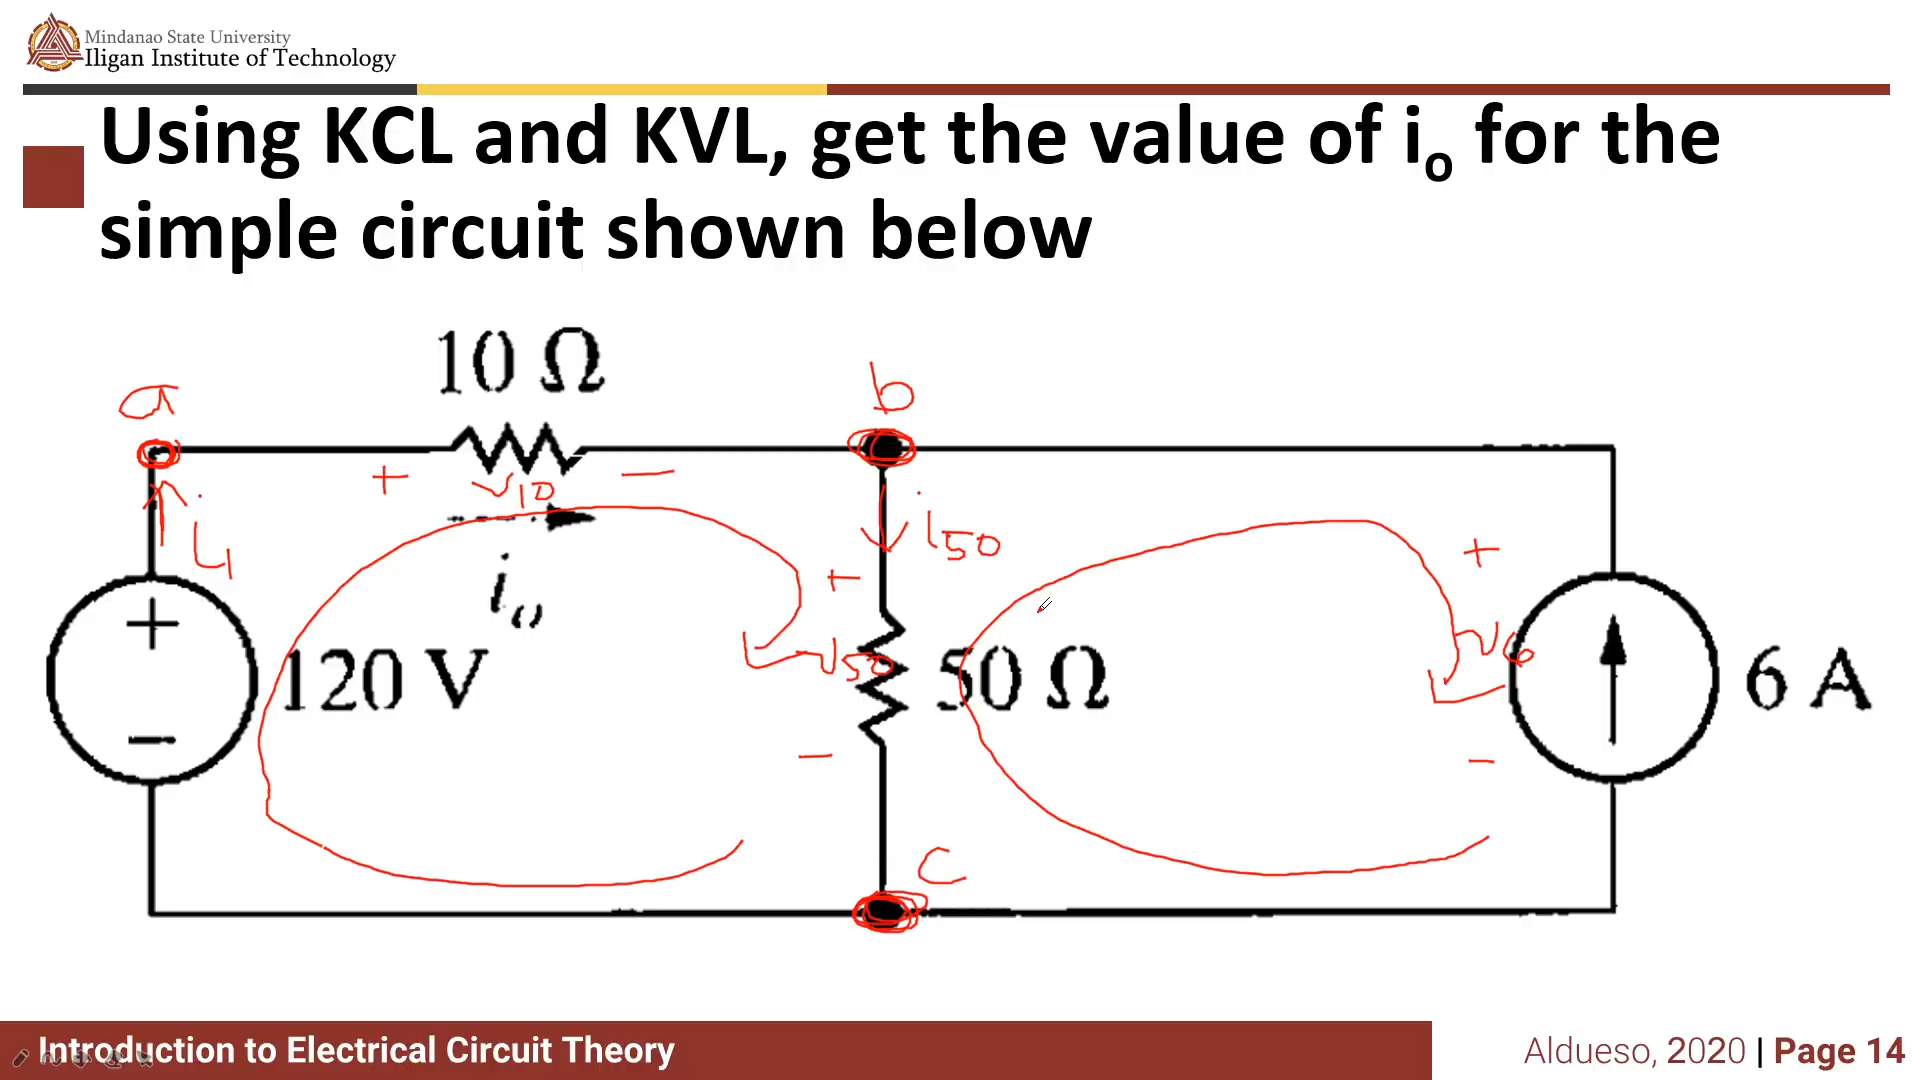 Mindanao State University
Iligan Institute of Technology
Using KCL and KVL, get the value of io for the
simple circuit shown below
10 Ω
a
b
+ V10 −
i1
io
i50
+
+
+
120 V
V50
50 Ω
V6
6 A
−
−
−
c
Introduction to Electrical Circuit Theory
Aldueso, 2020 | Page 14